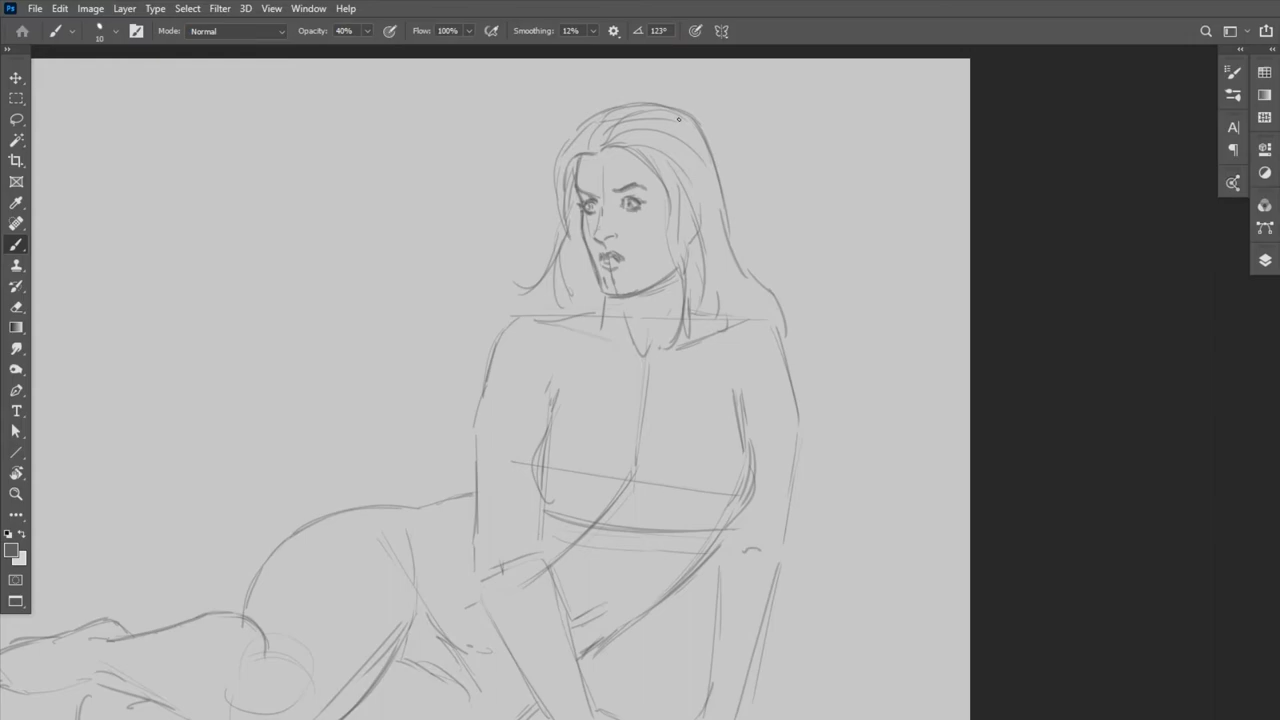 Ps File Edit Image Layer Type Select Filter 3D View Window Help
10 Mode: Normal Opacity: 40% Flow: 100% Smoothing: 12% 123°